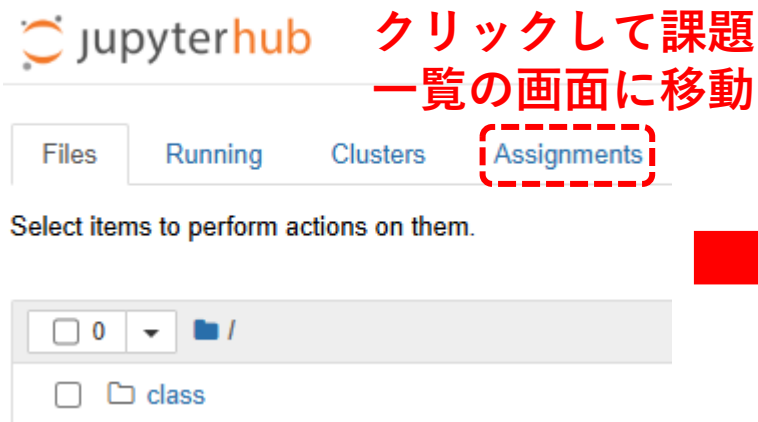 jupyterhub
クリックして課題
一覧の画面に移動
Files Running Clusters Assignments
Select items to perform actions on them.
0 /
class